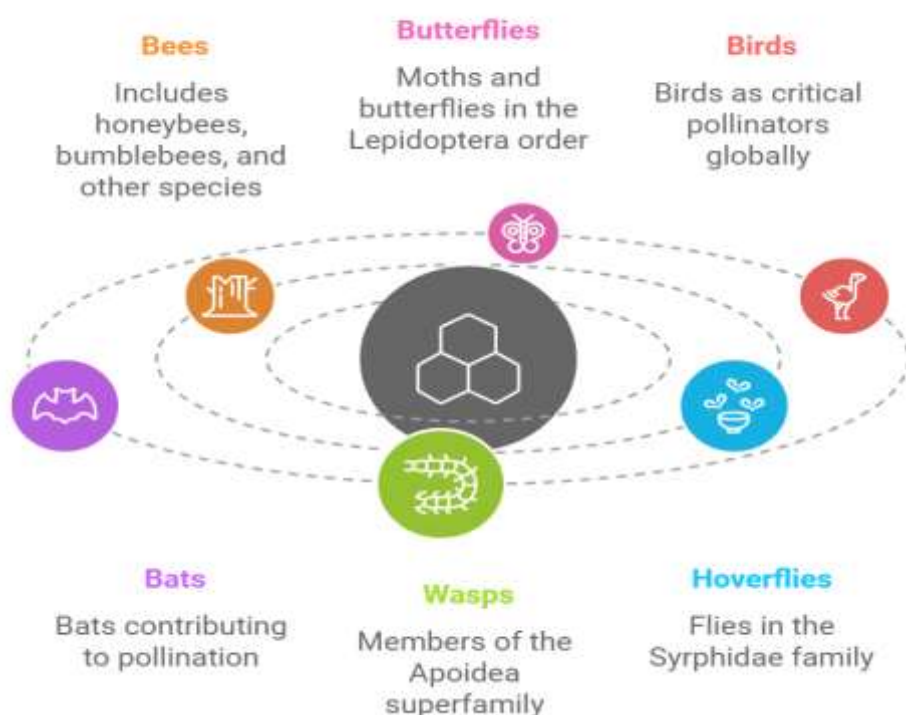 Bees
Includes
honeybees,
bumblebees, and
other species
Butterflies
Moths and
butterflies in the
Lepidoptera order
Birds
Birds as critical
pollinators
globally
Bats
Bats contributing
to pollination
Wasps
Members of the
Apoidea
superfamily
Hoverflies
Flies in the
Syrphidae family